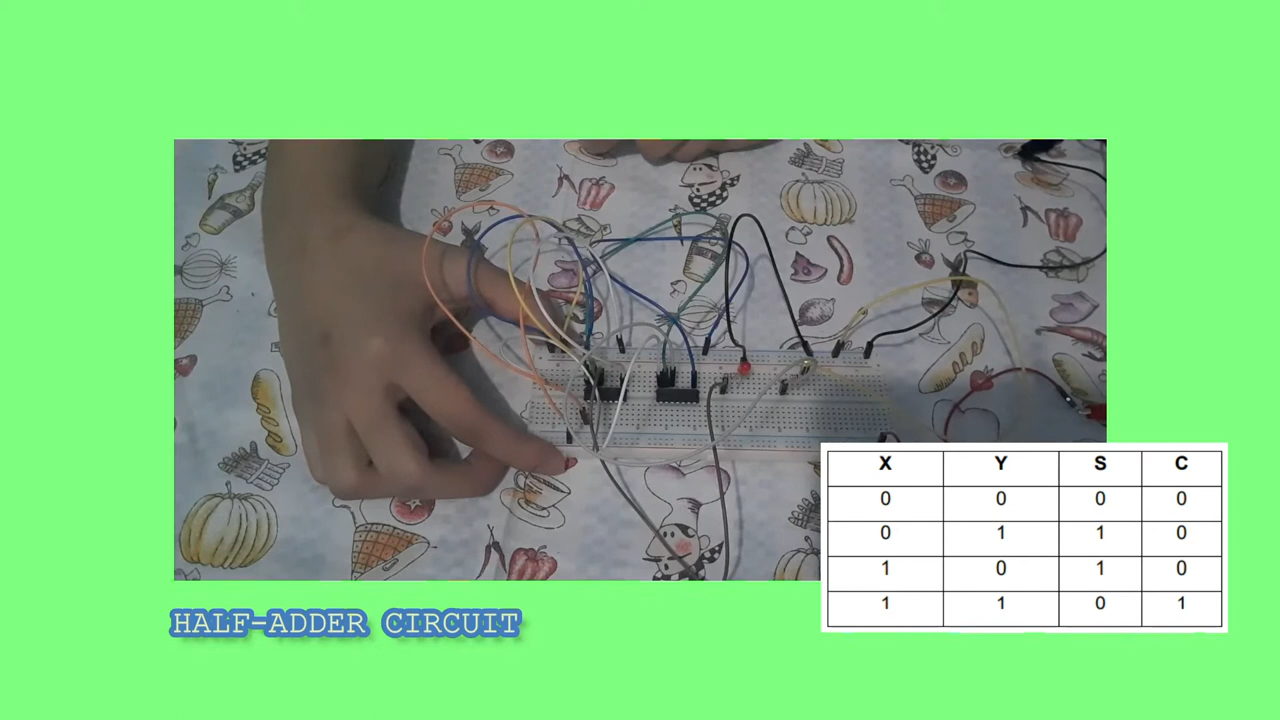 X Y S C
0 0 0 0
0 1 1 0
1 0 1 0
1 1 0 1
HALF-ADDER CIRCUIT